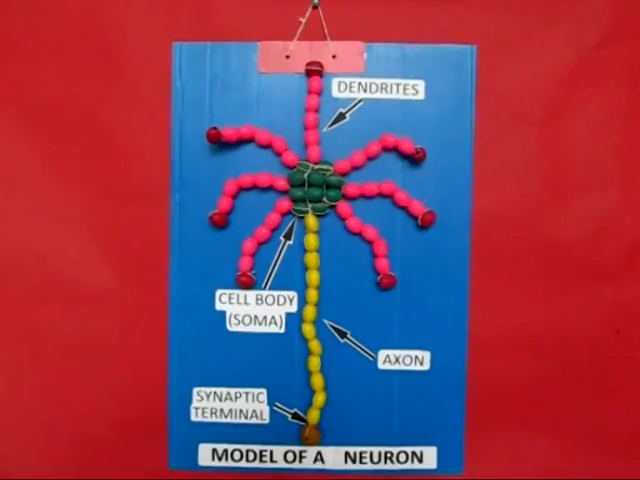 DENDRITES
CELL BODY
(SOMA)
AXON
SYNAPTIC
TERMINAL
MODEL OF A NEURON